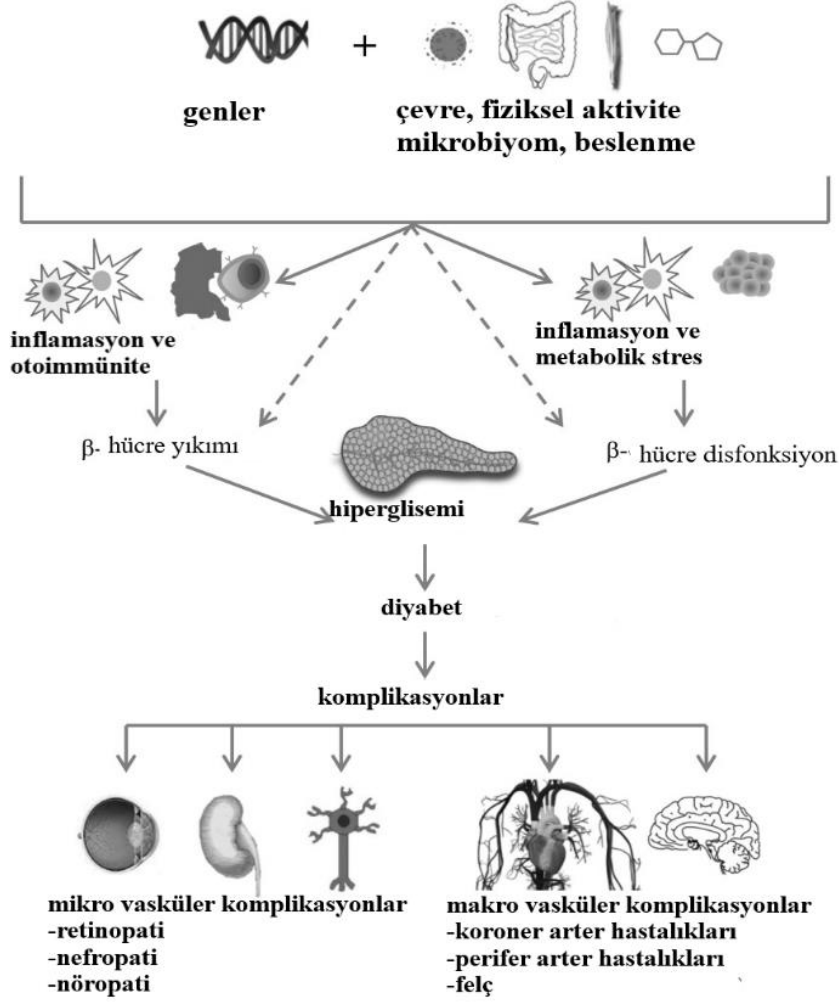 +
genler
çevre, fiziksel aktivite
mikrobiyom, beslenme
inflamasyon ve
otoimmünite
inflamasyon ve
metabolik stres
β- hücre yıkımı
β- hücre disfonksiyon
hiperglisemi
diyabet
komplikasyonlar
mikro vasküler komplikasyonlar
-retinopati
-nefropati
-nöropati
makro vasküler komplikasyonlar
-koroner arter hastalıkları
-perifer arter hastalıkları
-felç